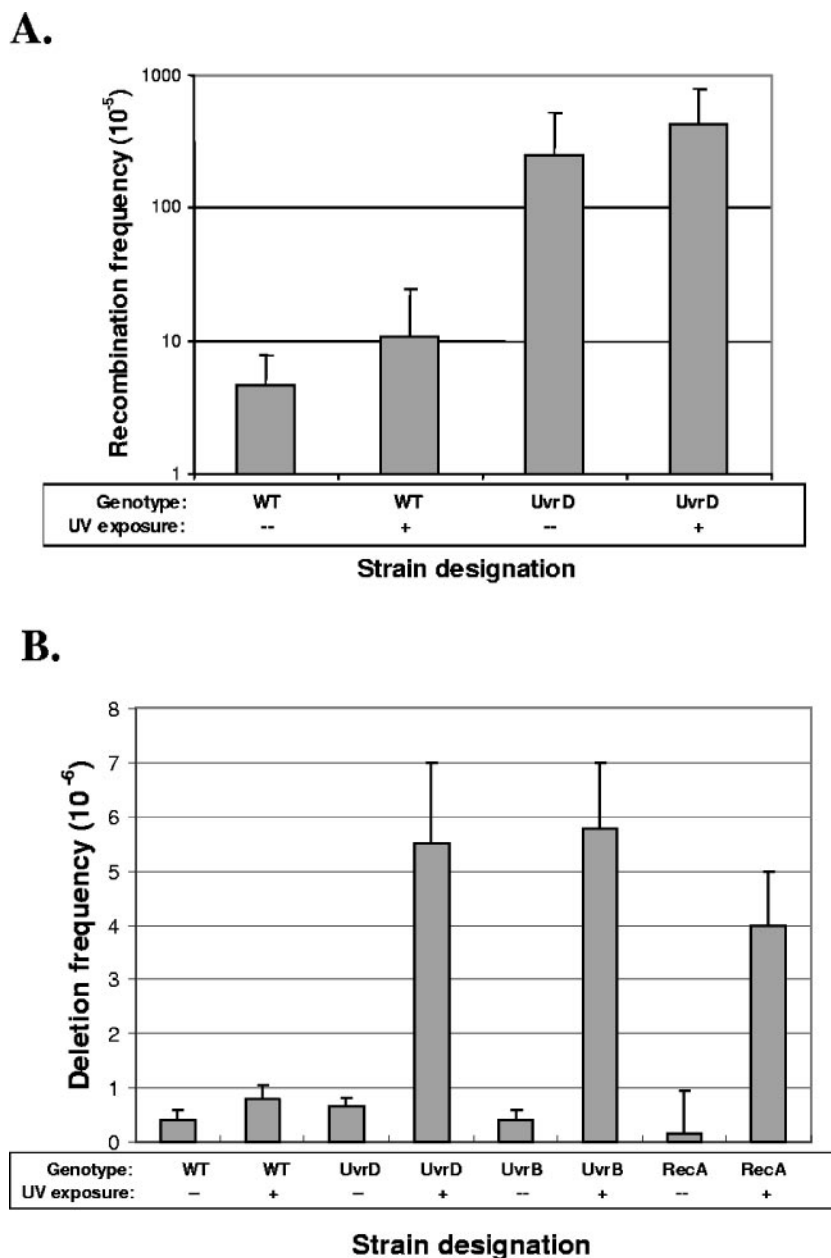 A.
Recombination frequency (10-5)
1000
100
10
1
Genotype: WT WT UvrD UvrD
UV exposure: -- + -- +
Strain designation
B.
Deletion frequency (10-6)
8
7
6
5
4
3
2
1
0
Genotype: WT WT UvrD UvrD UvrB UvrB RecA RecA
UV exposure: – + – + -- + -- +
Strain designation